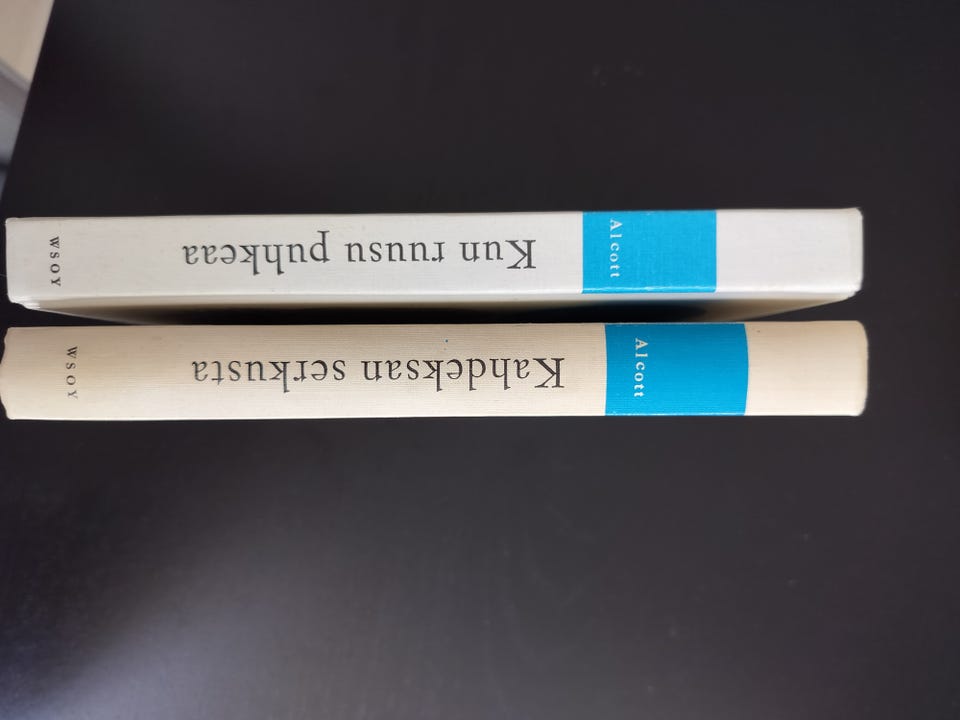 Alcott
Kun ruusu puhkeaa
WSOY
Alcott
Kahdeksan serkusta
WSOY